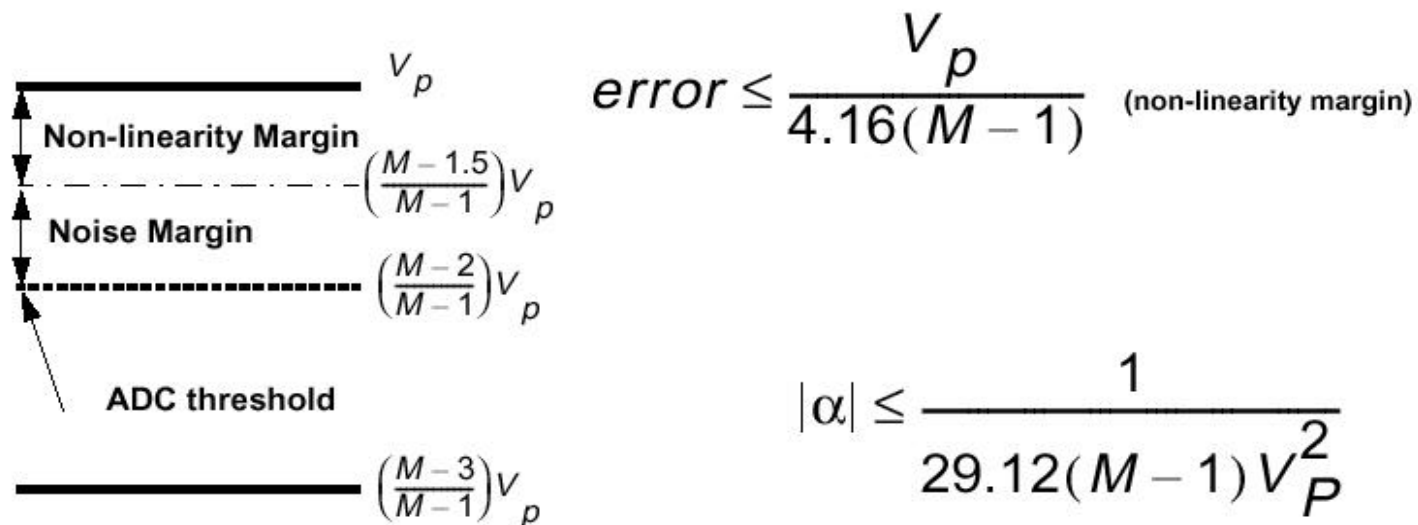 V_p
error ≤ V_p / 4.16(M – 1) (non-linearity margin)
Non-linearity Margin
((M – 1.5) / (M – 1)) V_p
Noise Margin
((M – 2) / (M – 1)) V_p
ADC threshold
|α| ≤ 1 / 29.12(M – 1) V_P^2
((M – 3) / (M – 1)) V_p